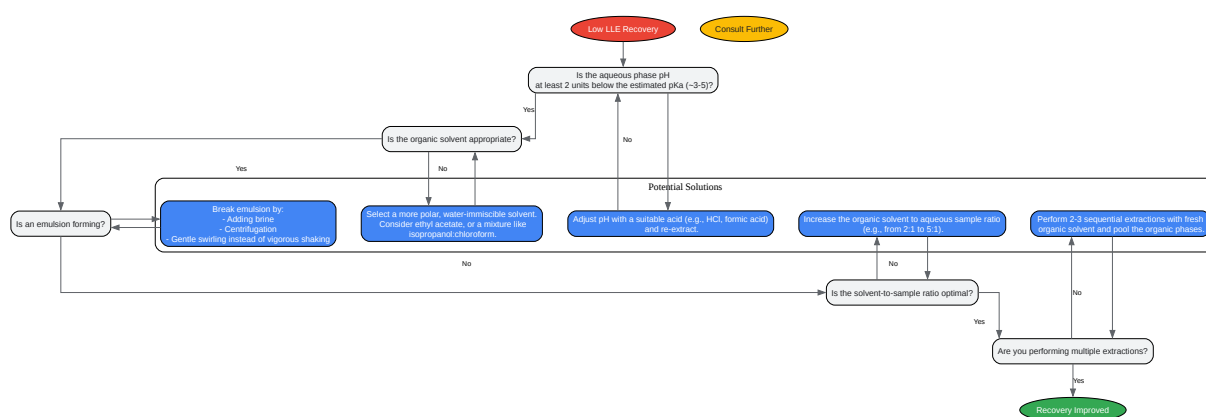 Low LLE Recovery
Consult Further
Is the aqueous phase pH
at least 2 units below the estimated pKa (~3-5)?
Yes
Is the organic solvent appropriate?
No
Yes
No
Potential Solutions
Is an emulsion forming?
Break emulsion by:
- Adding brine
- Centrifugation
- Gentle swirling instead of vigorous shaking
Select a more polar, water-immiscible solvent.
Consider ethyl acetate, or a mixture like
isopropanol:chloroform.
Adjust pH with a suitable acid (e.g., HCl, formic acid)
and re-extract.
Increase the organic solvent to aqueous sample ratio
(e.g., from 2:1 to 5:1).
Perform 2-3 sequential extractions with fresh
organic solvent and pool the organic phases.
No
No
Is the solvent-to-sample ratio optimal?
No
Yes
Are you performing multiple extractions?
Yes
Recovery Improved